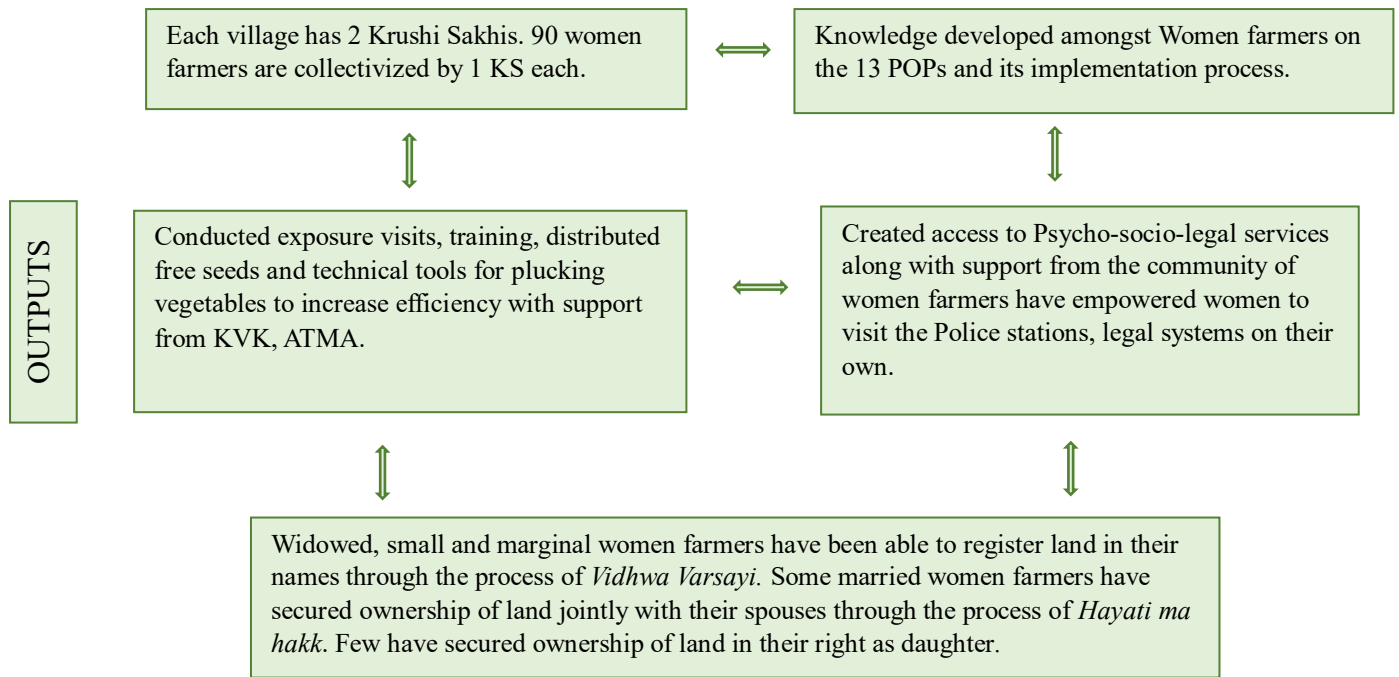 Each village has 2 Krushi Sakhis. 90 women
farmers are collectivized by 1 KS each.
Knowledge developed amongst Women farmers on
the 13 POPs and its implementation process.
OUTPUTS
Conducted exposure visits, training, distributed
free seeds and technical tools for plucking
vegetables to increase efficiency with support
from KVK, ATMA.
Created access to Psycho-socio-legal services
along with support from the community of
women farmers have empowered women to
visit the Police stations, legal systems on their
own.
Widowed, small and marginal women farmers have been able to register land in their
names through the process of Vidhwa Varsayi. Some married women farmers have
secured ownership of land jointly with their spouses through the process of Hayati ma
hakk. Few have secured ownership of land in their right as daughter.